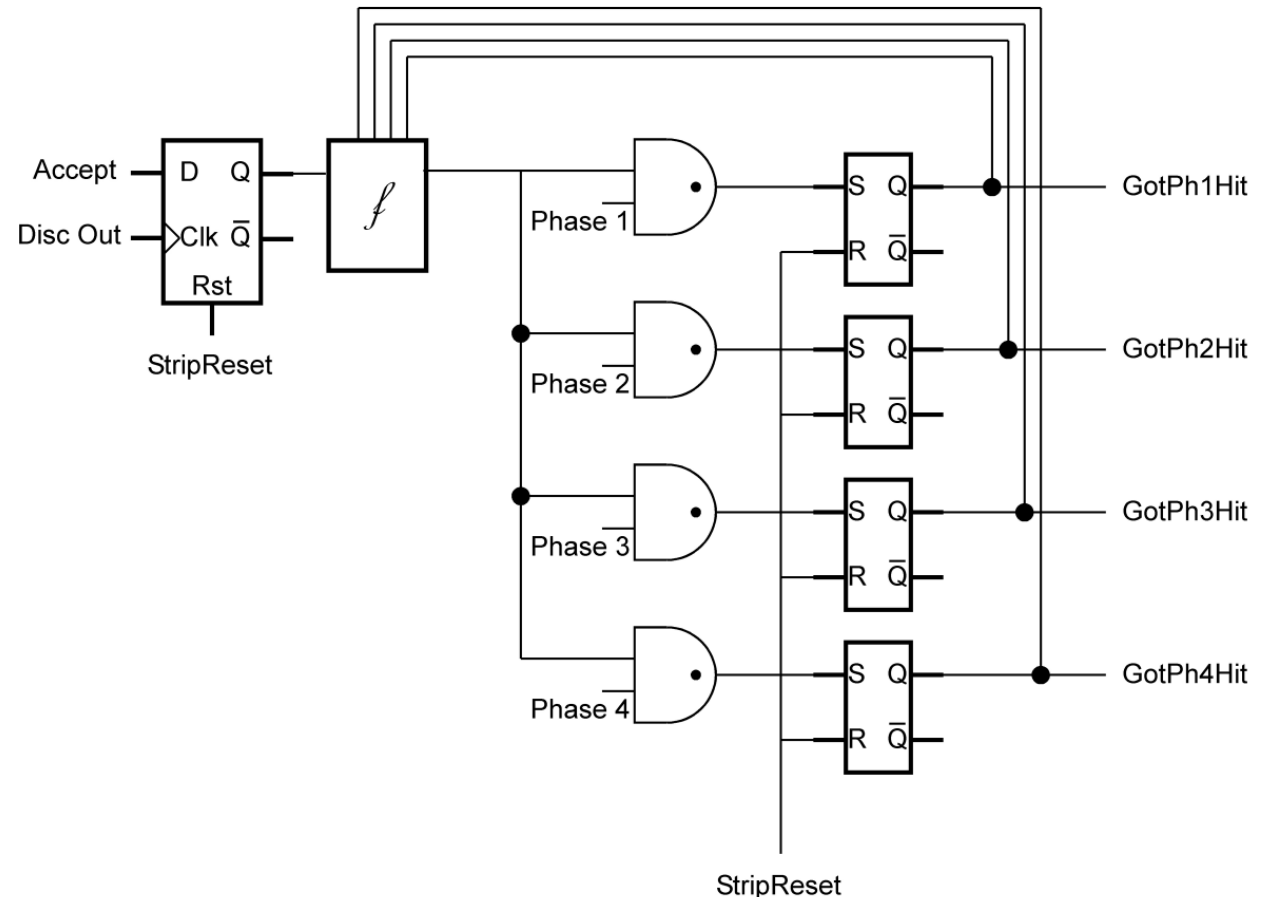 Accept
D Q
f
Disc Out
Clk Q̅
Rst
StripReset
Phase 1
S Q
GotPh1Hit
R Q̅
Phase 2
S Q
GotPh2Hit
R Q̅
Phase 3
S Q
GotPh3Hit
R Q̅
Phase 4
S Q
GotPh4Hit
R Q̅
StripReset